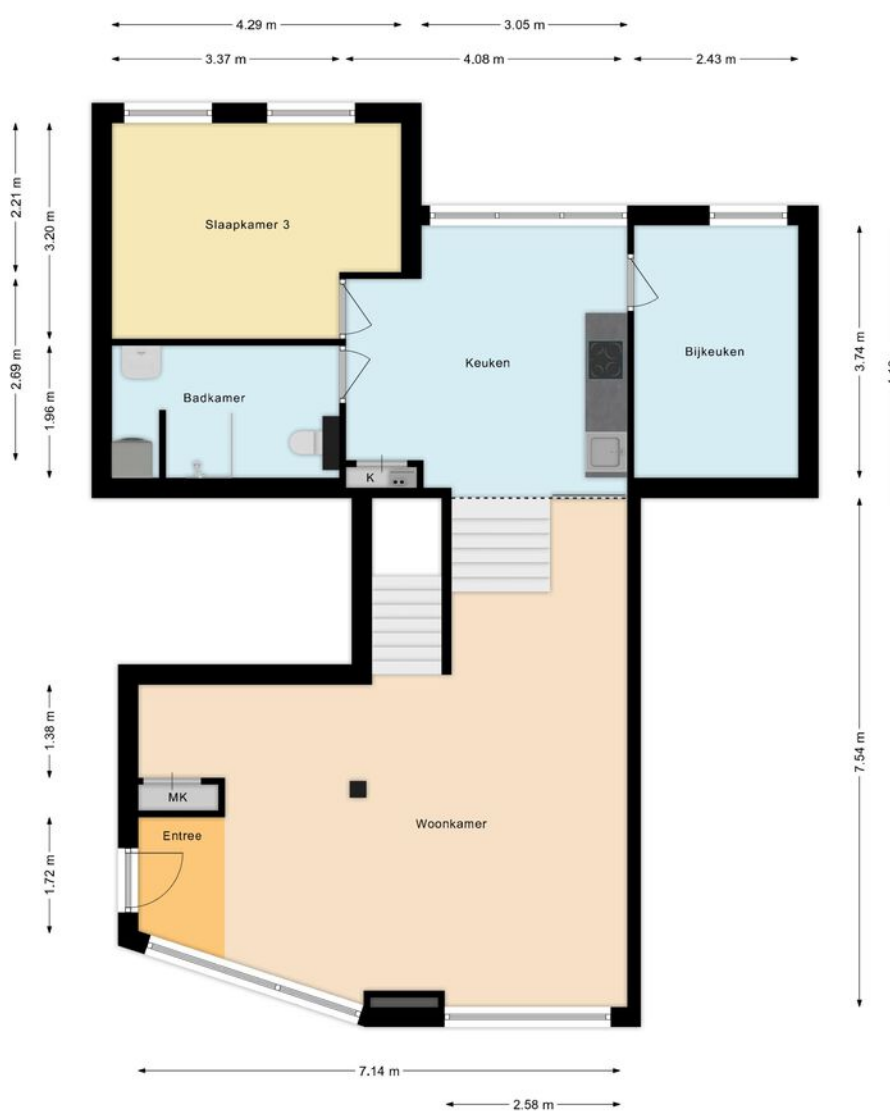 4.29 m
3.05 m
3.37 m
4.08 m
2.43 m
2.21 m
3.20 m
Slaapkamer 3
2.69 m
1.96 m
Badkamer
Keuken
Bijkeuken
3.74 m
K
1.38 m
MK
Entree
Woonkamer
1.72 m
7.54 m
7.14 m
2.58 m